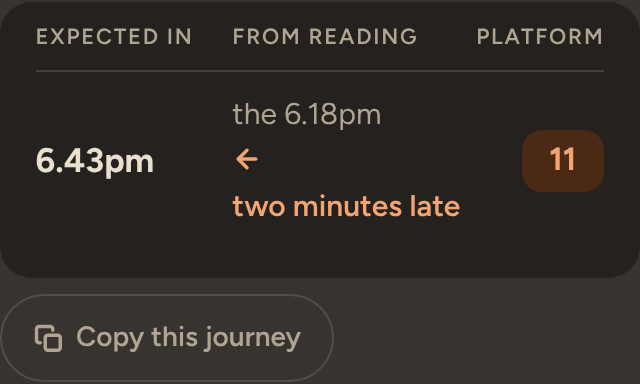 EXPECTED IN FROM READING PLATFORM
the 6.18pm
6.43pm ← 11
two minutes late
Copy this journey